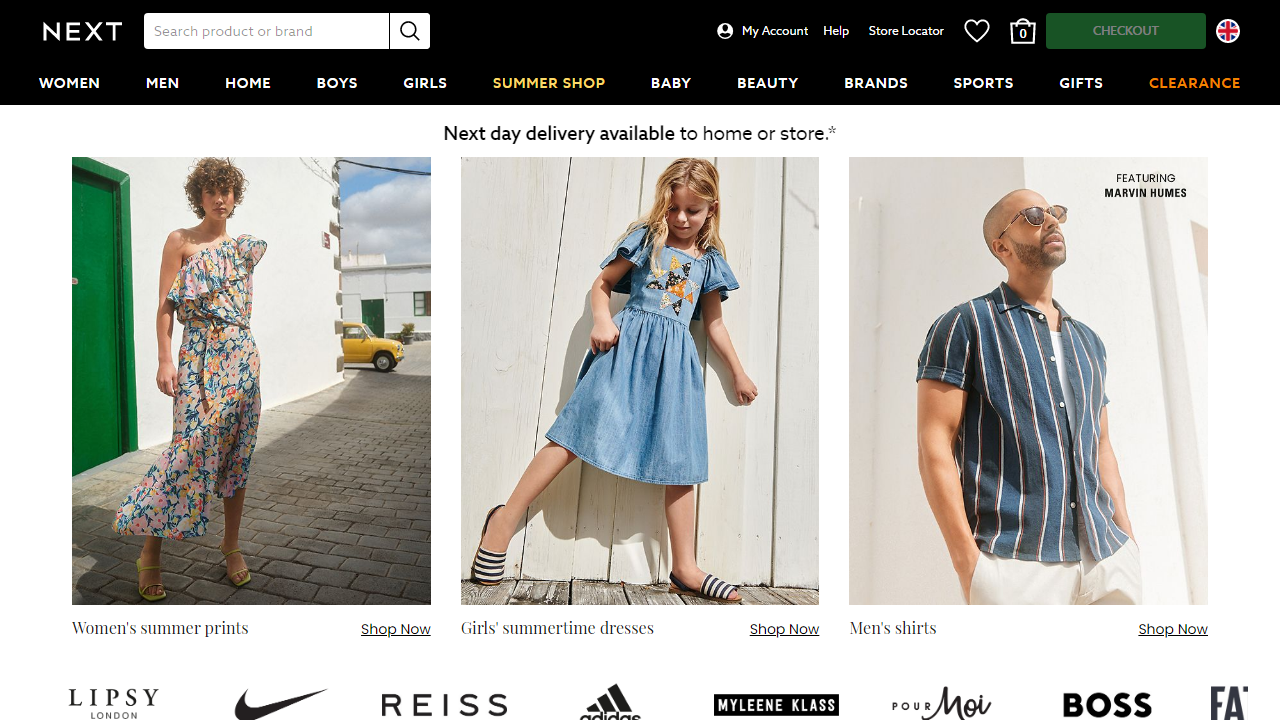 NEXT
Search product or brand
My Account
Help
Store Locator
0
CHECKOUT
WOMEN
MEN
HOME
BOYS
GIRLS
SUMMER SHOP
BABY
BEAUTY
BRANDS
SPORTS
GIFTS
CLEARANCE
Next day delivery available to home or store.*
FEATURING
MARVIN HUMES
Women's summer prints
Shop Now
Girls' summertime dresses
Shop Now
Men's shirts
Shop Now
LIPSY
LONDON
REISS
adidas
MYLEENE KLASS
POUR Moi
BOSS